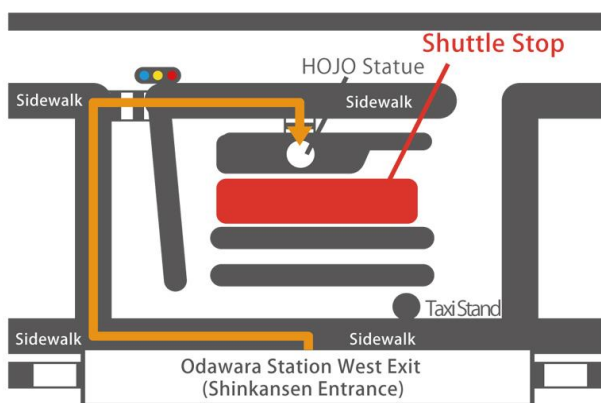 Shuttle Stop
HOJO Statue
Sidewalk
Sidewalk
Taxi Stand
Sidewalk
Sidewalk
Odawara Station West Exit
(Shinkansen Entrance)